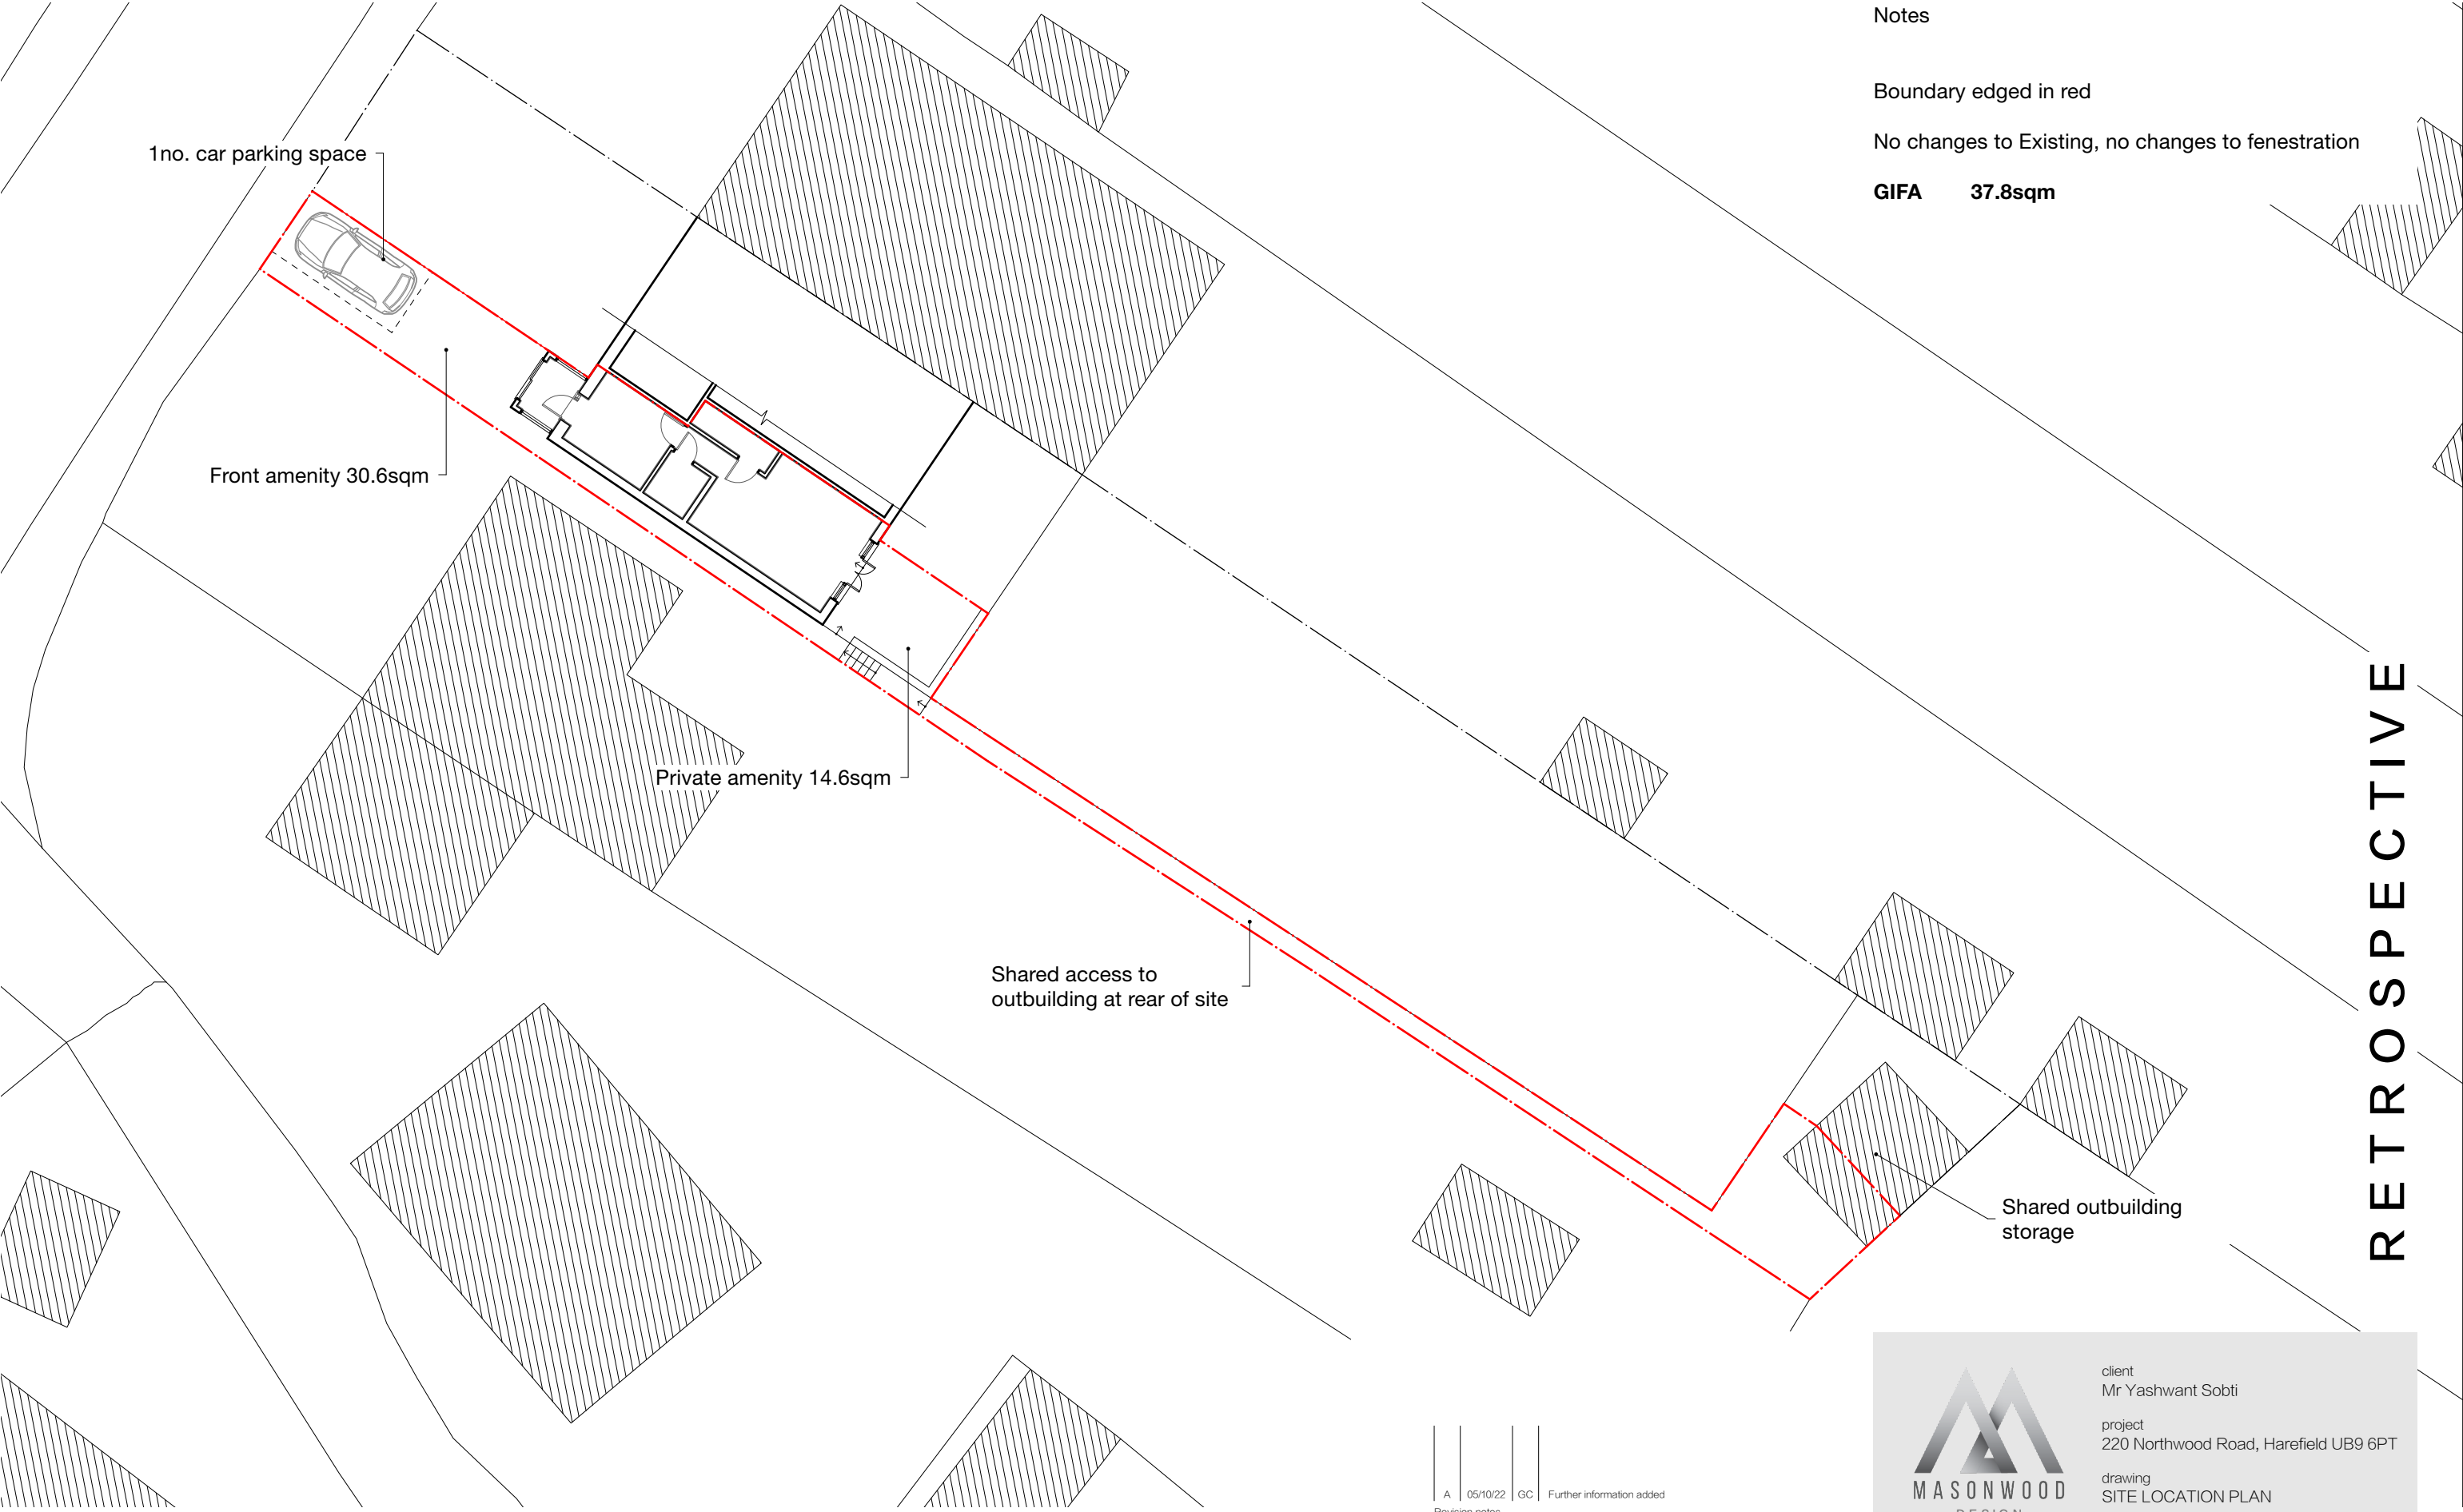 Notes
Boundary edged in red
No changes to Existing, no changes to fenestration
GIFA 37.8sqm
1no. car parking space
Front amenity 30.6sqm
Private amenity 14.6sqm
Shared access to
outbuilding at rear of site
Shared outbuilding
storage
RETROSPECTIVE
A 05/10/22 GC Further information added
Revision notes
MASONWOOD
DESIGN
client
Mr Yashwant Sobti
project
220 Northwood Road, Harefield UB9 6PT
drawing
SITE LOCATION PLAN